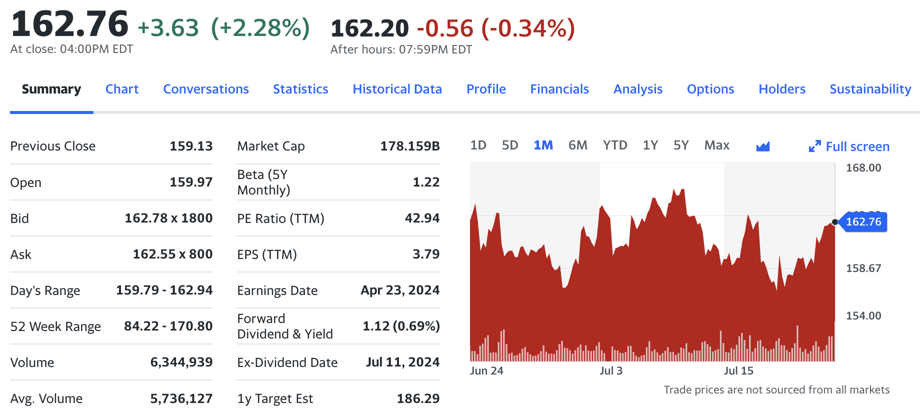 162.76 +3.63 (+2.28%) 162.20 -0.56 (-0.34%)
At close: 04:00PM EDT After hours: 07:59PM EDT
Summary Chart Conversations Statistics Historical Data Profile Financials Analysis Options Holders Sustainability
Previous Close 159.13
Open 159.97
Bid 162.78 x 1800
Ask 162.55 x 800
Day's Range 159.79 - 162.94
52 Week Range 84.22 - 170.80
Volume 6,344,939
Avg. Volume 5,736,127
Market Cap 178.159B
Beta (5Y
Monthly) 1.22
PE Ratio (TTM) 42.94
EPS (TTM) 3.79
Earnings Date Apr 23, 2024
Forward
Dividend & Yield 1.12 (0.69%)
Ex-Dividend Date Jul 11, 2024
1y Target Est 186.29
1D 5D 1M 6M YTD 1Y 5Y Max Full screen
168.00
162.76
158.67
154.00
Jun 24 Jul 3 Jul 15
Trade prices are not sourced from all markets